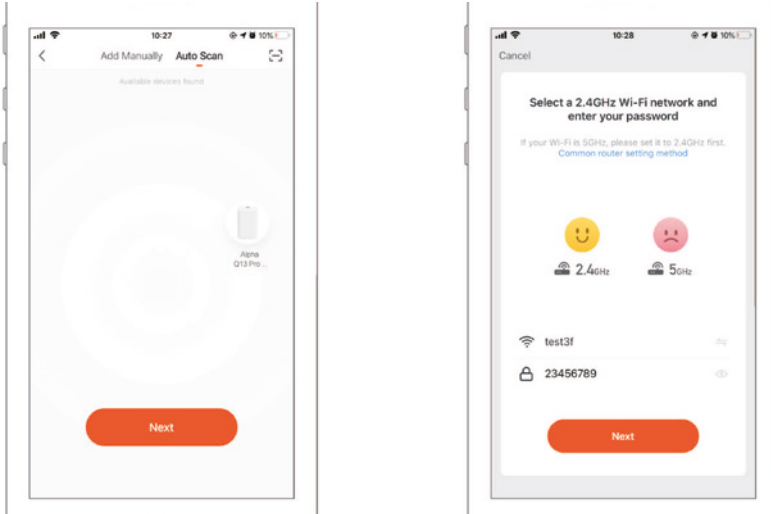 10:27
10%
Add Manually Auto Scan
Available devices found
Alpha
Q13 Pro ...
Next
10:28
10%
Cancel
Select a 2.4GHz Wi-Fi network and
enter your password
If your Wi-Fi is 5GHz, please set it to 2.4GHz first.
Common router setting method
2.4GHz
5GHz
test3f
23456789
Next